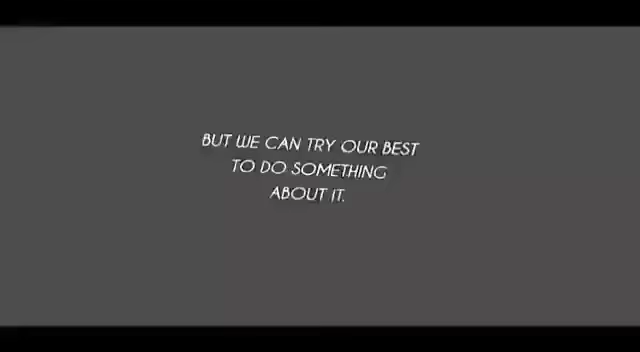 BUT WE CAN TRY OUR BEST
TO DO SOMETHING
ABOUT IT.